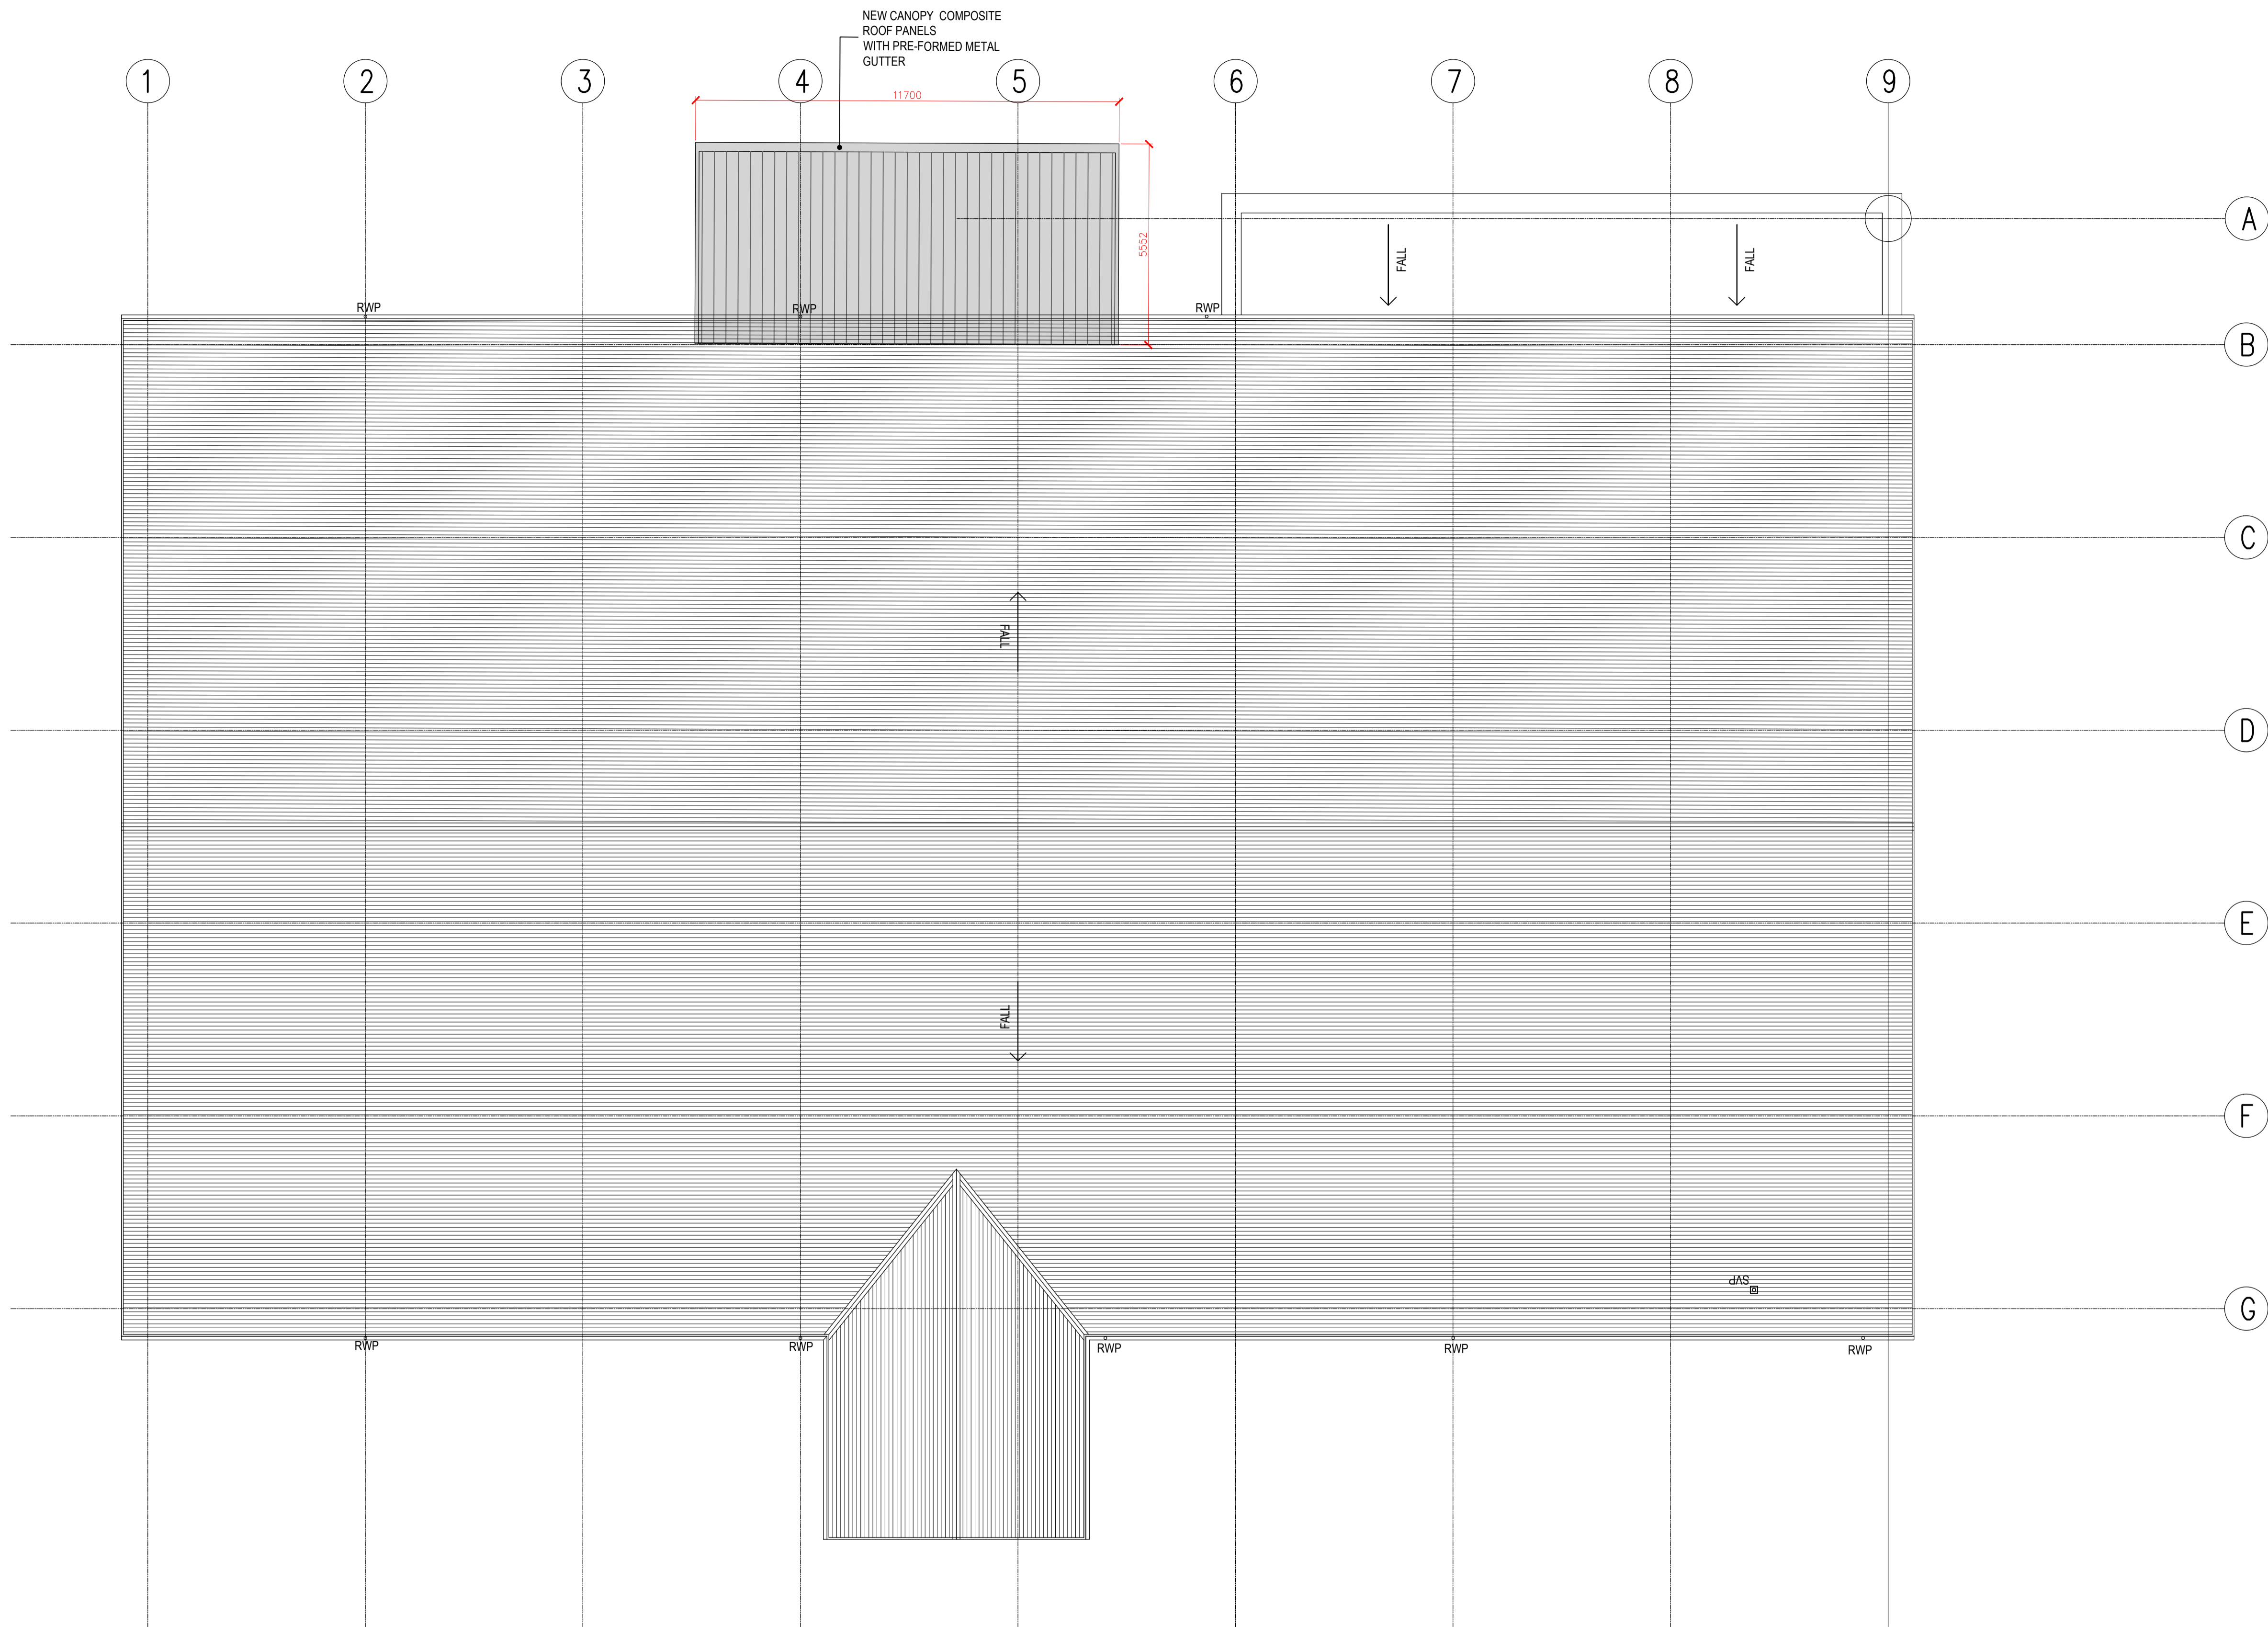 NEW CANOPY COMPOSITE
ROOF PANELS
WITH PRE-FORMED METAL
GUTTER
1
2
3
4
5
6
7
8
9
11700
5552
A
FALL
FALL
RWP
RWP
RWP
B
C
FALL
D
E
FALL
F
SVP
G
RWP
RWP
RWP
RWP
RWP